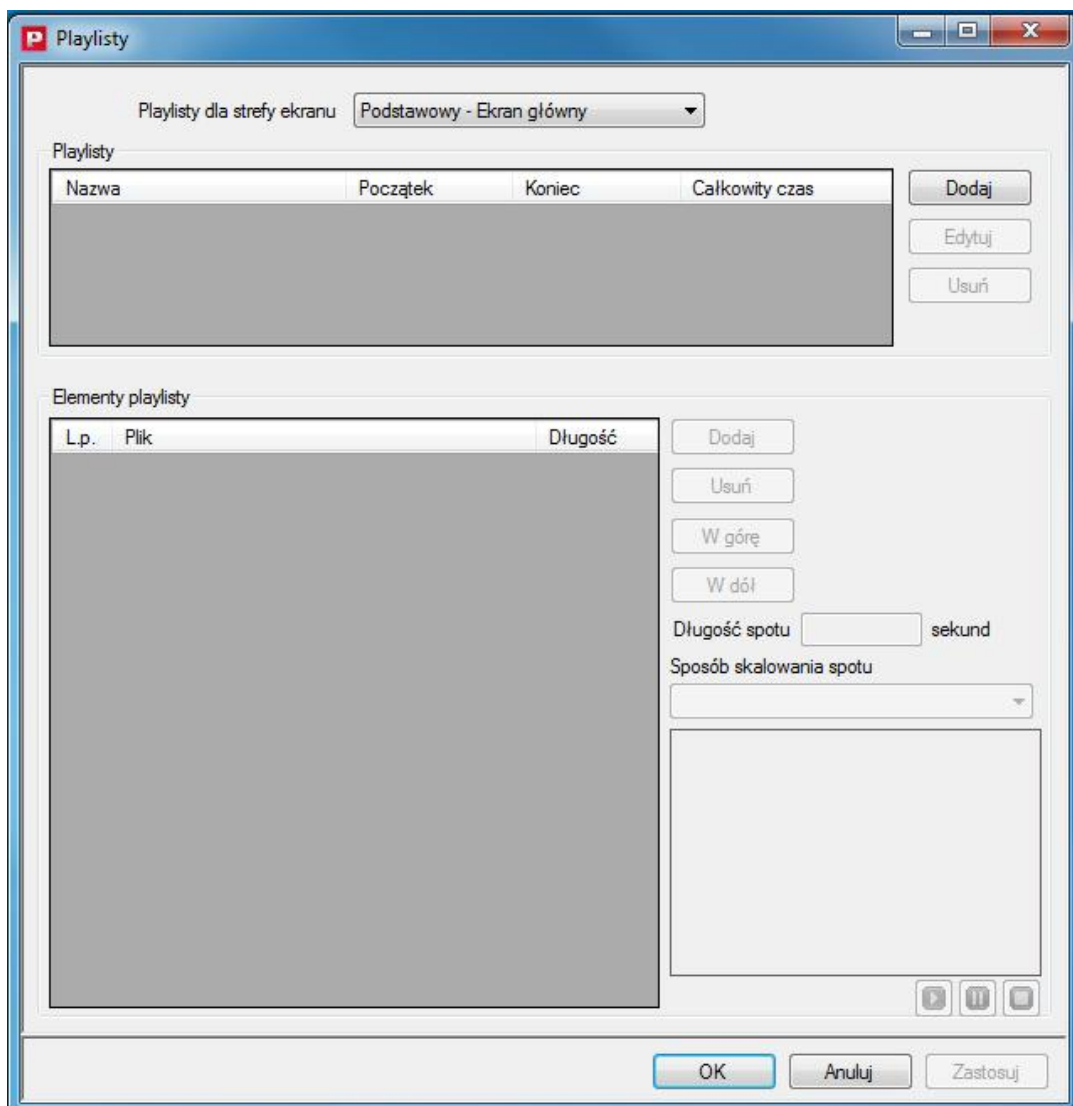 P Playlisty
Playlisty dla strefy ekranu Podstawowy - Ekran główny
Playlisty
Nazwa Początek Koniec Całkowity czas
Dodaj
Edytuj
Usuń
Elementy playlisty
L.p. Plik Długość
Dodaj
Usuń
W górę
W dół
Długość spotu sekund
Sposób skalowania spotu
OK Anuluj Zastosuj